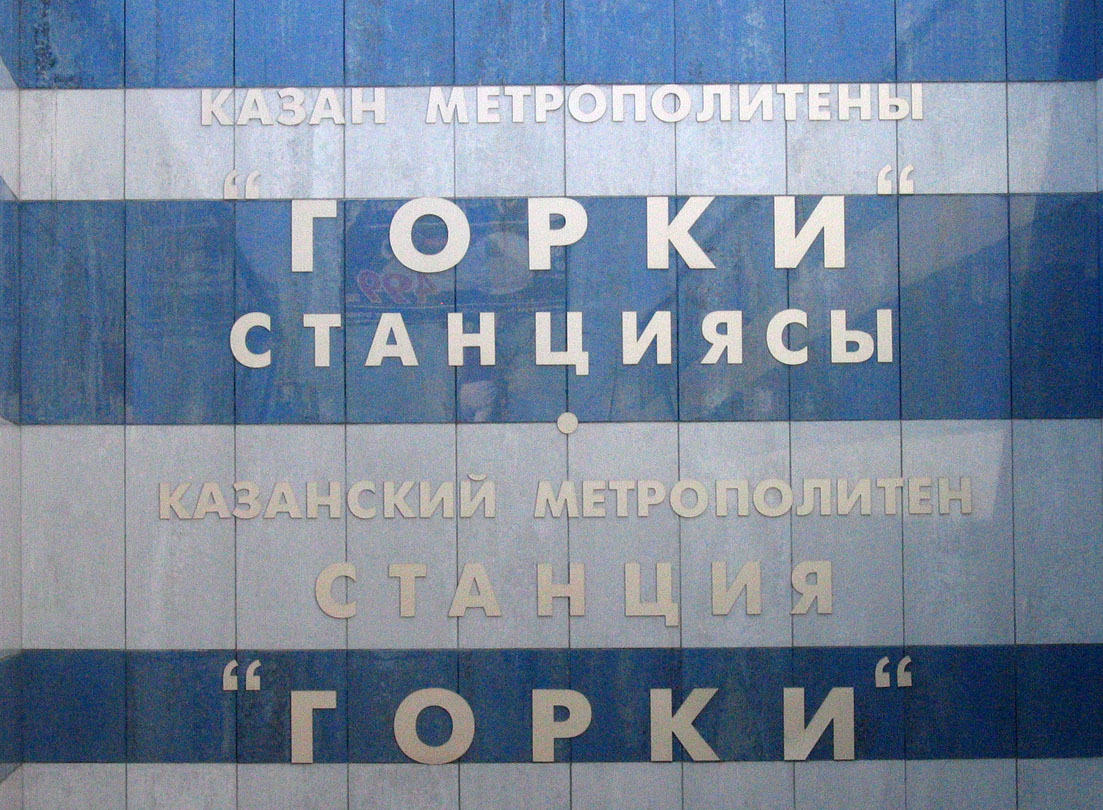 КАЗАН МЕТРОПОЛИТЕНЫ
“ГОРКИ“
СТАНЦИЯСЫ
КАЗАНСКИЙ МЕТРОПОЛИТЕН
СТАНЦИЯ
“ГОРКИ“